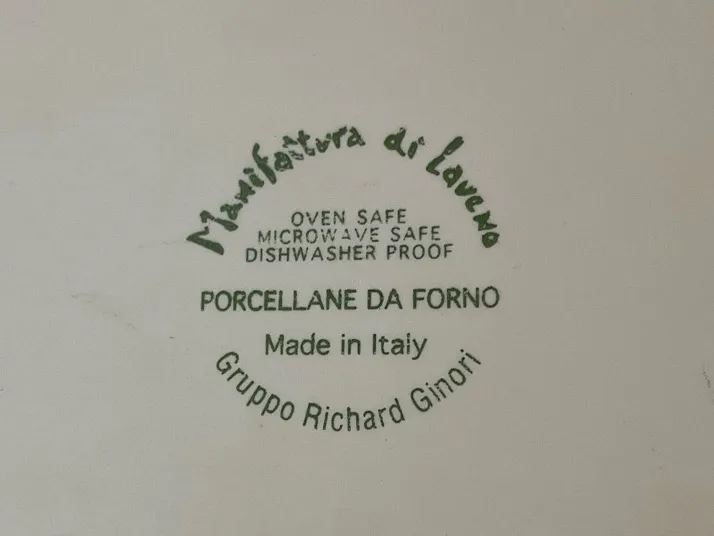 Manifattura di Laveno
OVEN SAFE
MICROWAVE SAFE
DISHWASHER PROOF
PORCELLANE DA FORNO
Made in Italy
Gruppo Richard Ginori